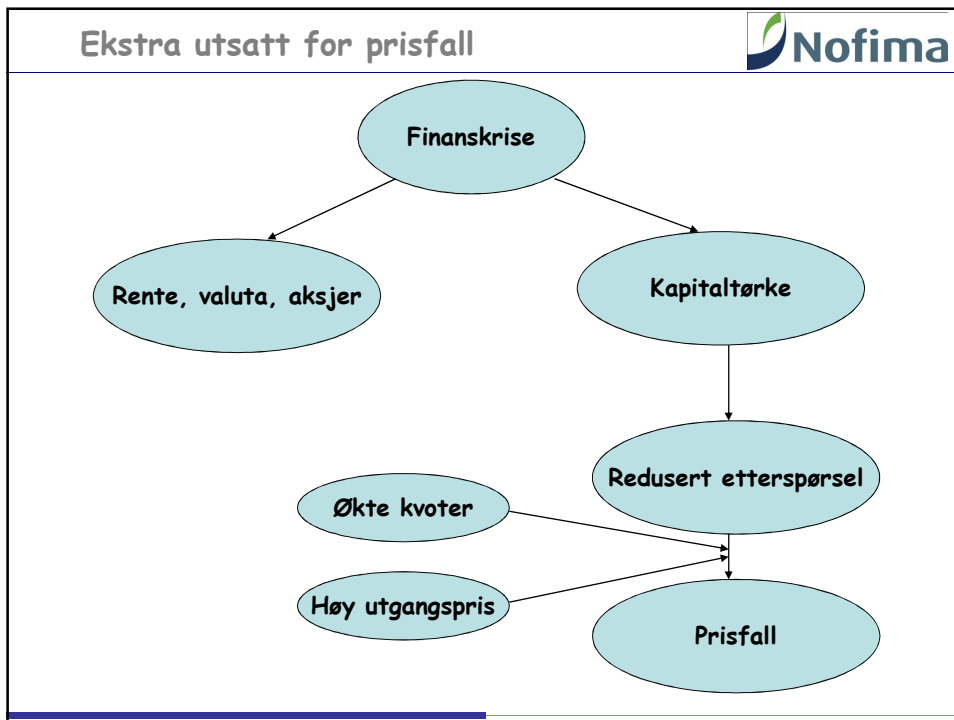 Ekstra utsatt for prisfall
Nofima
Finanskrise
Rente, valuta, aksjer
Kapitaltørke
Redusert etterspørsel
Økte kvoter
Høy utgangspris
Prisfall